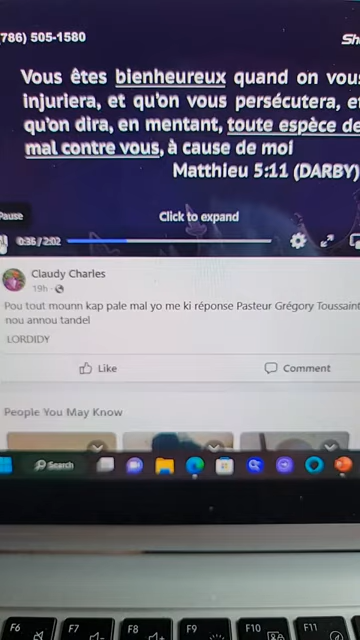 (786) 505-1580
Sh
Vous êtes bienheureux quand on vous
injuriera, et qu'on vous persécutera, et
qu'on dira, en mentant, toute espèce de
mal contre vous, à cause de moi
Matthieu 5:11 (DARBY)
Pause
Click to expand
0:36 / 2:02
Claudy Charles
19h
Pou tout mounn kap pale mal yo me ki réponse Pasteur Grégory Toussaint
nou annou tandel
LORDIDY
Like
Comment
People You May Know
Search
F6
F7
F8
F9
F10
F11